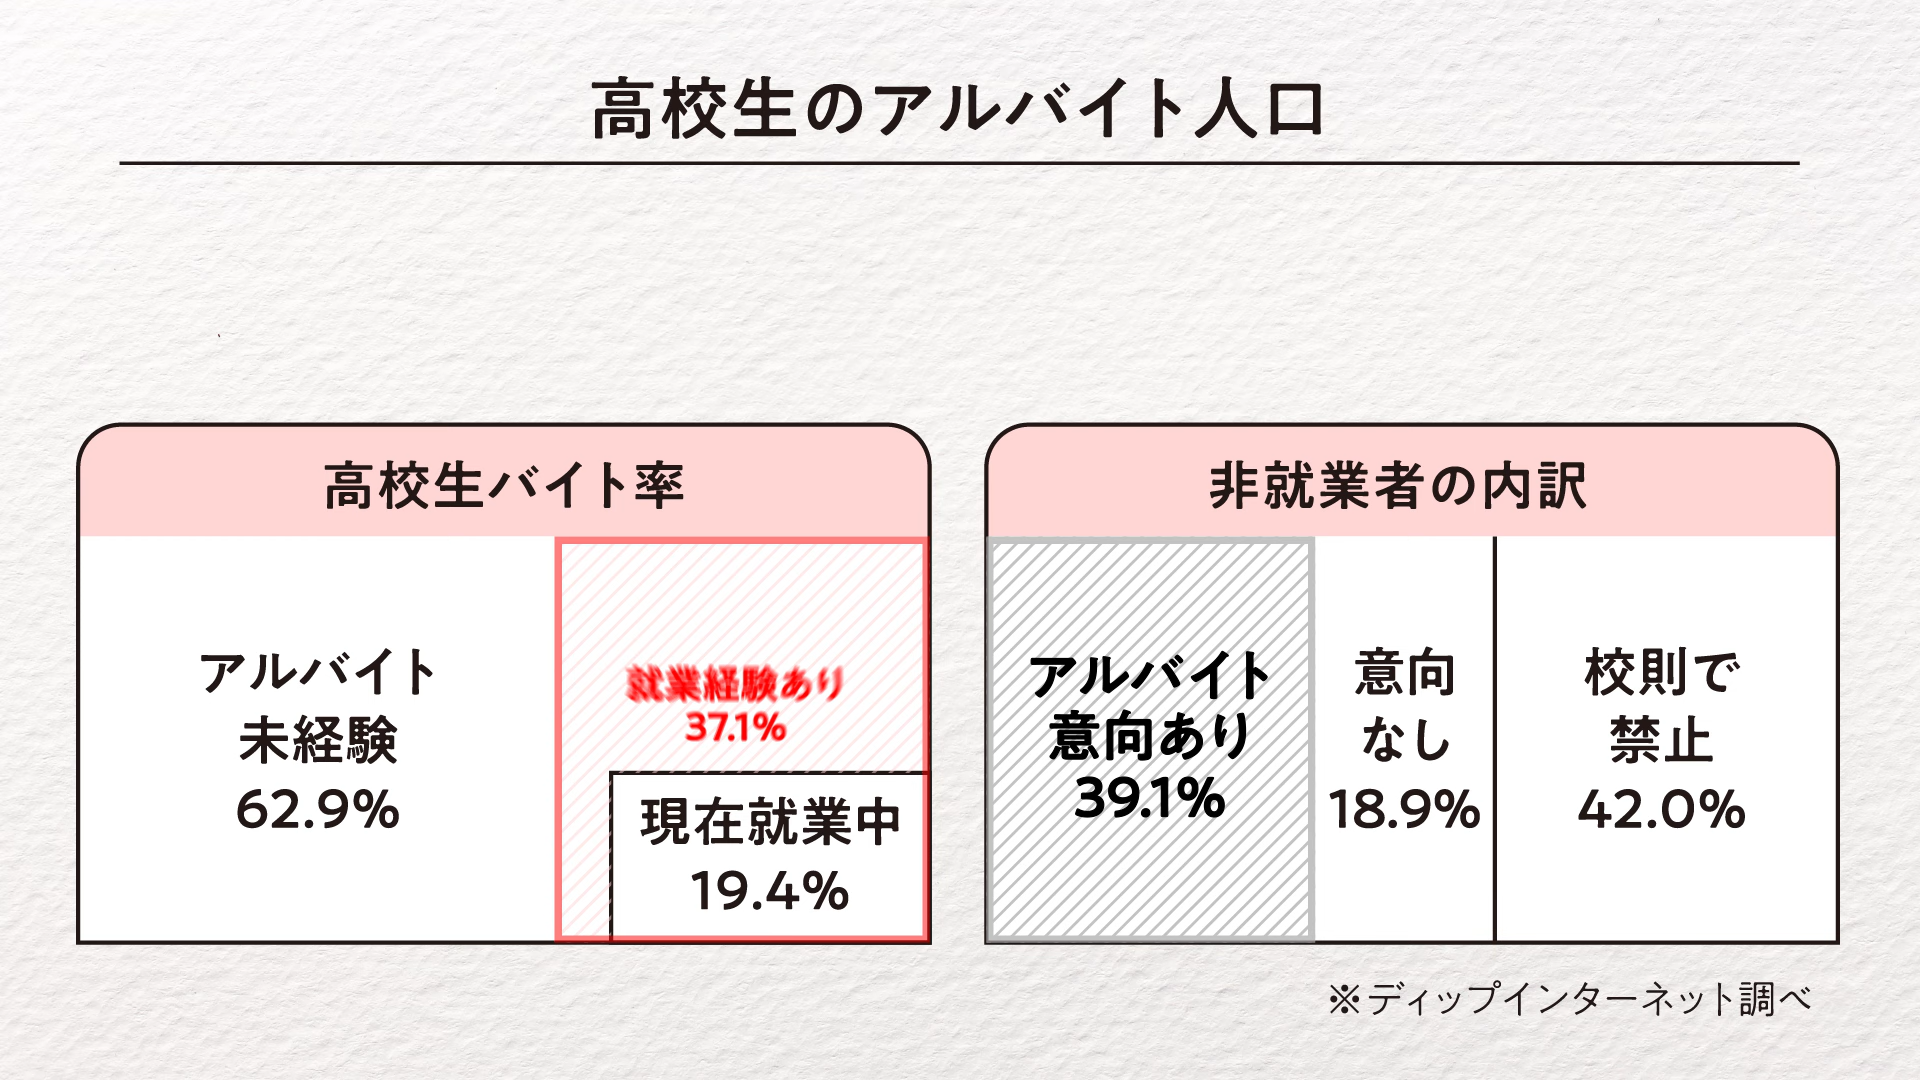 高校生のアルバイト人口
高校生バイト率
アルバイト
未経験
62.9%
就業経験あり
37.1%
現在就業中
19.4%
非就業者の内訳
アルバイト
意向あり
39.1%
意向
なし
18.9%
校則で
禁止
42.0%
※ディップインターネット調べ